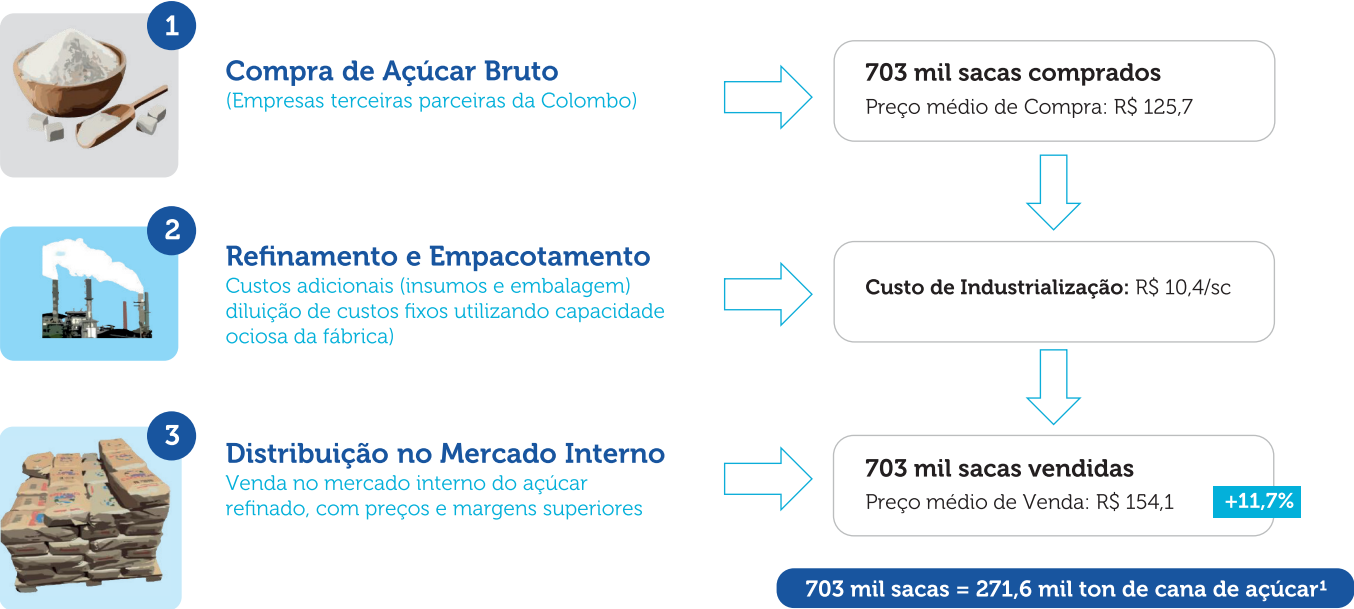 1
Compra de Açúcar Bruto
(Empresas terceiras parceiras da Colombo)
703 mil sacas comprados
Preço médio de Compra: R$ 125,7
2
Refinamento e Empacotamento
Custos adicionais (insumos e embalagem)
diluição de custos fixos utilizando capacidade
ociosa da fábrica)
Custo de Industrialização: R$ 10,4/sc
3
Distribuição no Mercado Interno
Venda no mercado interno do açúcar
refinado, com preços e margens superiores
703 mil sacas vendidas
Preço médio de Venda: R$ 154,1
+11,7%
703 mil sacas = 271,6 mil ton de cana de açúcar¹